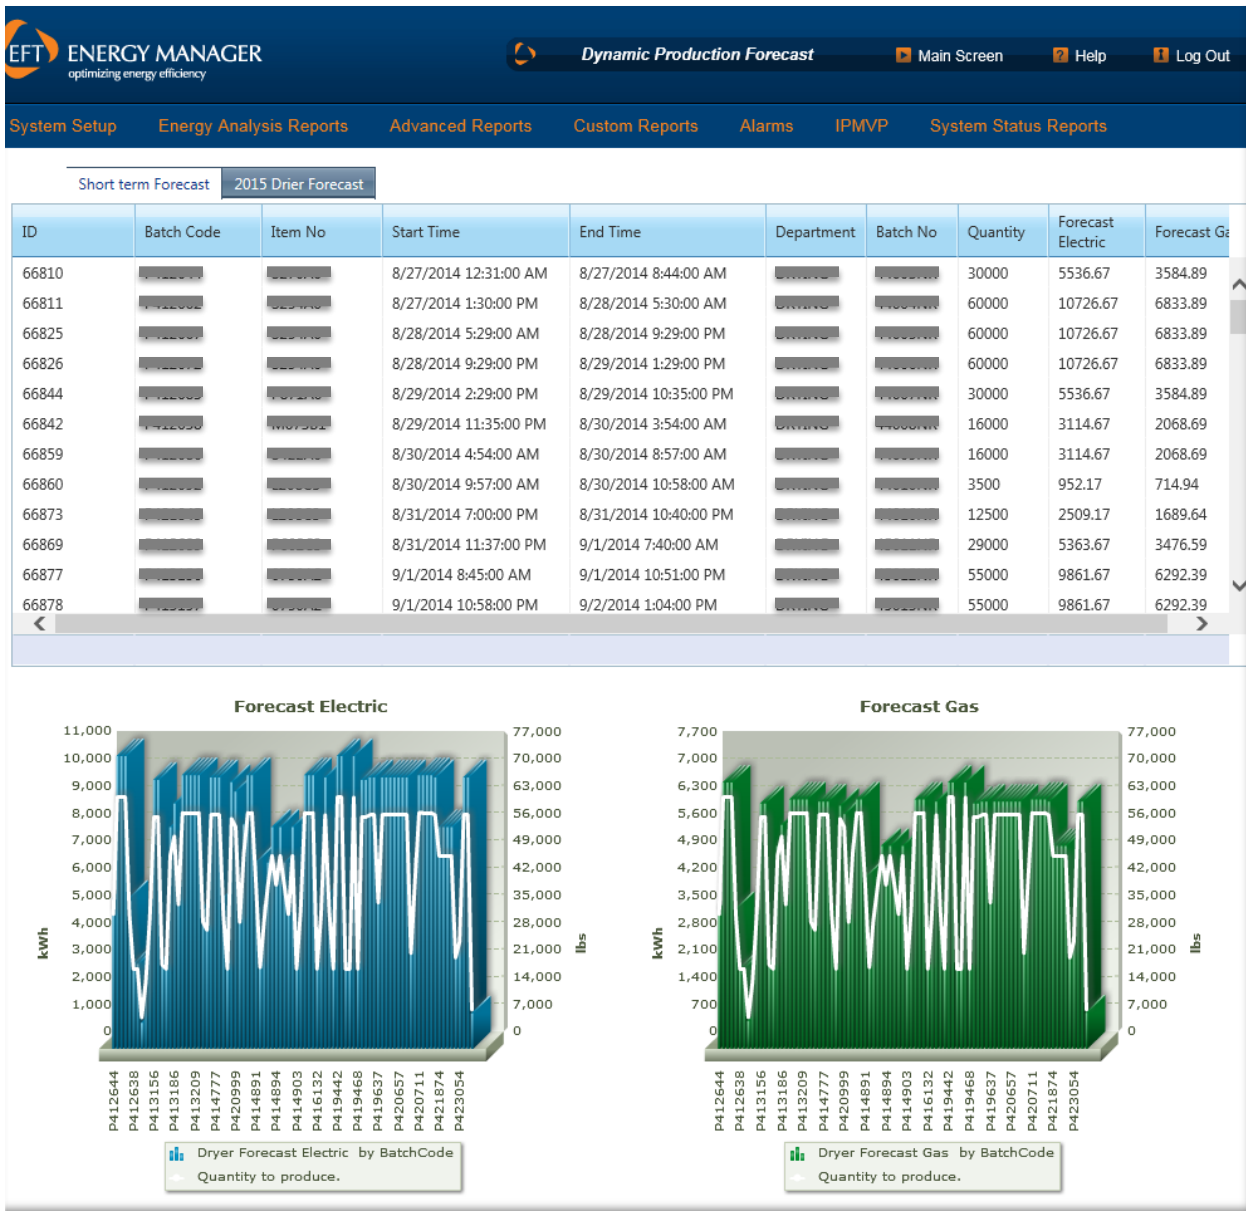 EFT ENERGY MANAGER
optimizing energy efficiency
Dynamic Production Forecast
Main Screen ? Help Log Out
System Setup Energy Analysis Reports Advanced Reports Custom Reports Alarms IPMVP System Status Reports
Short term Forecast 2015 Drier Forecast
ID Batch Code Item No Start Time End Time Department Batch No Quantity Forecast Electric Forecast Ga
66810 8/27/2014 12:31:00 AM 8/27/2014 8:44:00 AM 30000 5536.67 3584.89
66811 8/27/2014 1:30:00 PM 8/28/2014 5:30:00 AM 60000 10726.67 6833.89
66825 8/28/2014 5:29:00 AM 8/28/2014 9:29:00 PM 60000 10726.67 6833.89
66826 8/28/2014 9:29:00 PM 8/29/2014 1:29:00 PM 60000 10726.67 6833.89
66844 8/29/2014 2:29:00 PM 8/29/2014 10:35:00 PM 30000 5536.67 3584.89
66842 8/29/2014 11:35:00 PM 8/30/2014 3:54:00 AM 16000 3114.67 2068.69
66859 8/30/2014 4:54:00 AM 8/30/2014 8:57:00 AM 16000 3114.67 2068.69
66860 8/30/2014 9:57:00 AM 8/30/2014 10:58:00 AM 3500 952.17 714.94
66873 8/31/2014 7:00:00 PM 8/31/2014 10:40:00 PM 12500 2509.17 1689.64
66869 8/31/2014 11:37:00 PM 9/1/2014 7:40:00 AM 29000 5363.67 3476.59
66877 9/1/2014 8:45:00 AM 9/1/2014 10:51:00 PM 55000 9861.67 6292.39
66878 9/1/2014 10:58:00 PM 9/2/2014 1:04:00 PM 55000 9861.67 6292.39
Forecast Electric
11,000 77,000
10,000 70,000
9,000 63,000
8,000 56,000
7,000 49,000
6,000 42,000
5,000 35,000
4,000 28,000
3,000 21,000
2,000 14,000
1,000 7,000
0 0
kWh
lbs
P412644 P412638 P413156 P413186 P413209 P414777 P420999 P414891 P414894 P414903 P416132 P419442 P419468 P419637 P420657 P420711 P421874 P423054
Dryer Forecast Electric by BatchCode
Quantity to produce.
Forecast Gas
7,700 77,000
7,000 70,000
6,300 63,000
5,600 56,000
4,900 49,000
4,200 42,000
3,500 35,000
2,800 28,000
2,100 21,000
1,400 14,000
700 7,000
0 0
kWh
lbs
P412644 P412638 P413156 P413186 P413209 P414777 P420999 P414891 P414894 P414903 P416132 P419442 P419468 P419637 P420657 P420711 P421874 P423054
Dryer Forecast Gas by BatchCode
Quantity to produce.